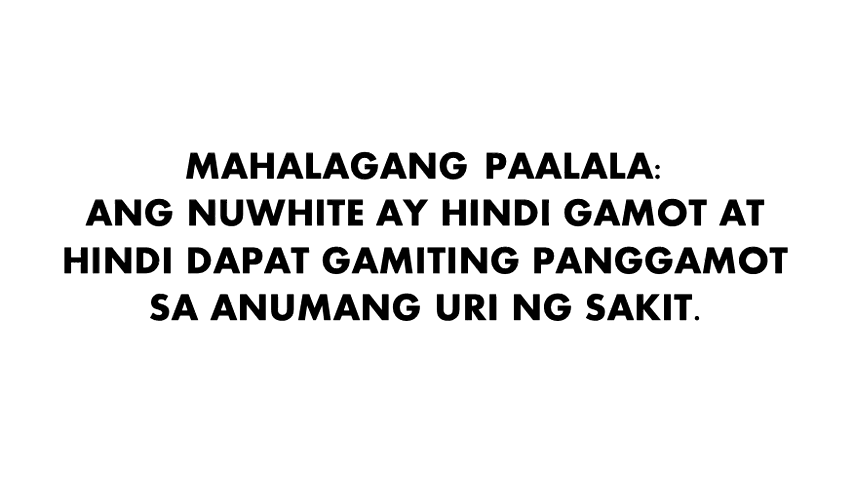 MAHALAGANG PAALALA:
ANG NUWHITE AY HINDI GAMOT AT
HINDI DAPAT GAMITING PANGGAMOT
SA ANUMANG URI NG SAKIT.